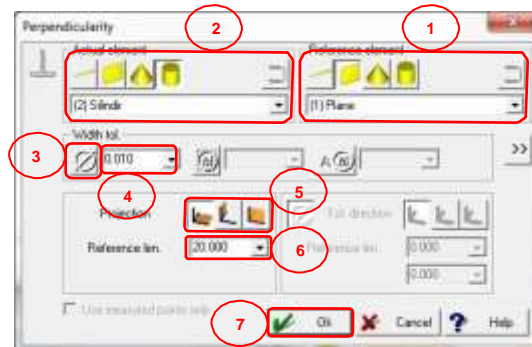 Perpendicularity
2
1
Actual element
Reference element
(2) Silindir
(1) Plane
Width tol.
3
0.010
>>
4
5
Projection
Tol. direction
Reference len.
20.000
6
Reference len.
0.000
0.000
Use measured points only
7
Ok
Cancel
? Help